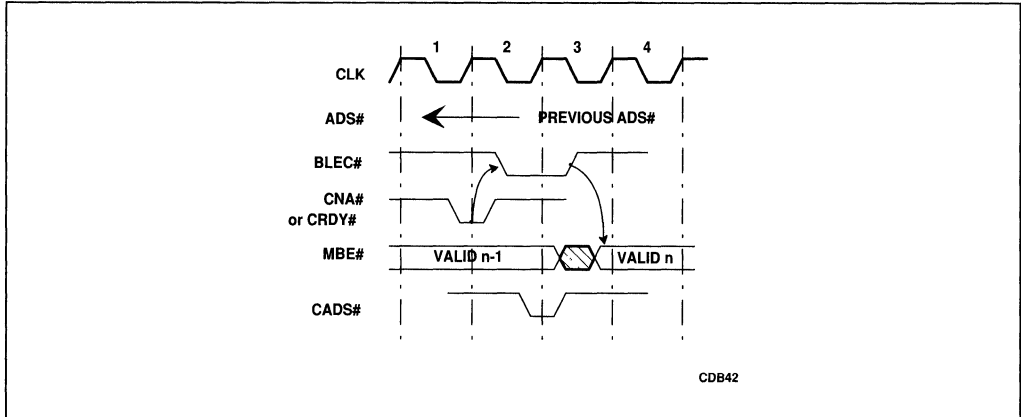 1 2 3 4
CLK
ADS# PREVIOUS ADS#
BLEC#
CNA#
or CRDY#
MBE# VALID n-1 VALID n
CADS#
CDB42